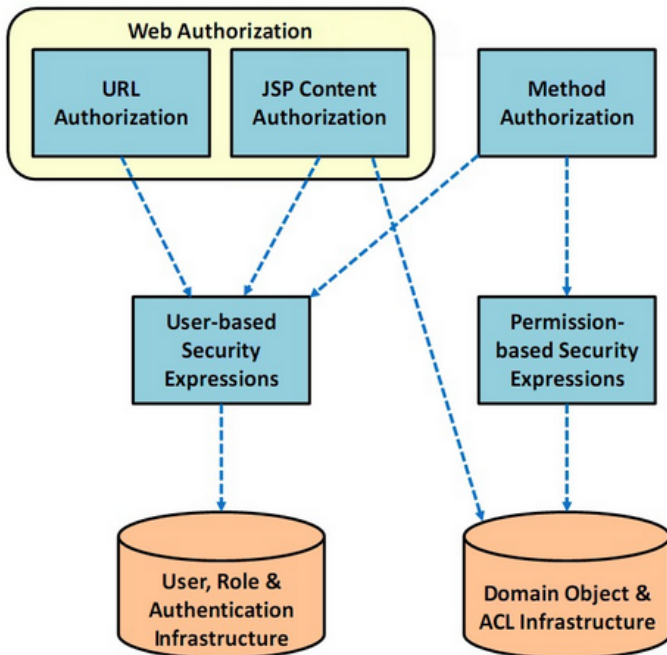 Web Authorization
URL
Authorization
JSP Content
Authorization
Method
Authorization
User-based
Security
Expressions
Permission-
based Security
Expressions
User, Role &
Authentication
Infrastructure
Domain Object &
ACL Infrastructure